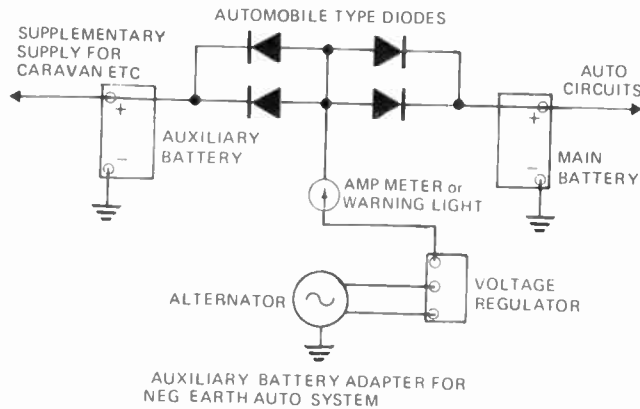 AUTOMOBILE TYPE DIODES
SUPPLEMENTARY
SUPPLY FOR
CARAVAN ETC
AUTO
CIRCUITS
+
AUXILIARY
BATTERY
-
+
MAIN
BATTERY
-
AMP METER or
WARNING LIGHT
ALTERNATOR
VOLTAGE
REGULATOR
AUXILIARY BATTERY ADAPTER FOR
NEG EARTH AUTO SYSTEM